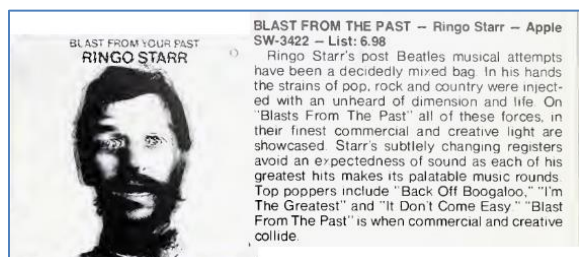 BLAST FROM YOUR PAST
RINGO STARR
BLAST FROM THE PAST — Ringo Starr — Apple
SW-3422 — List: 6.98
Ringo Starr's post Beatles musical attempts
have been a decidedly mixed bag. In his hands
the strains of pop, rock and country were inject-
ed with an unheard of dimension and life. On
"Blasts From The Past" all of these forces, in
their finest commercial and creative light are
showcased. Starr's subtlely changing registers
avoid an expectedness of sound as each of his
greatest hits makes its palatable music rounds.
Top poppers include "Back Off Boogaloo," "I'm
The Greatest" and "It Don't Come Easy." "Blast
From The Past" is when commercial and creative
collide.